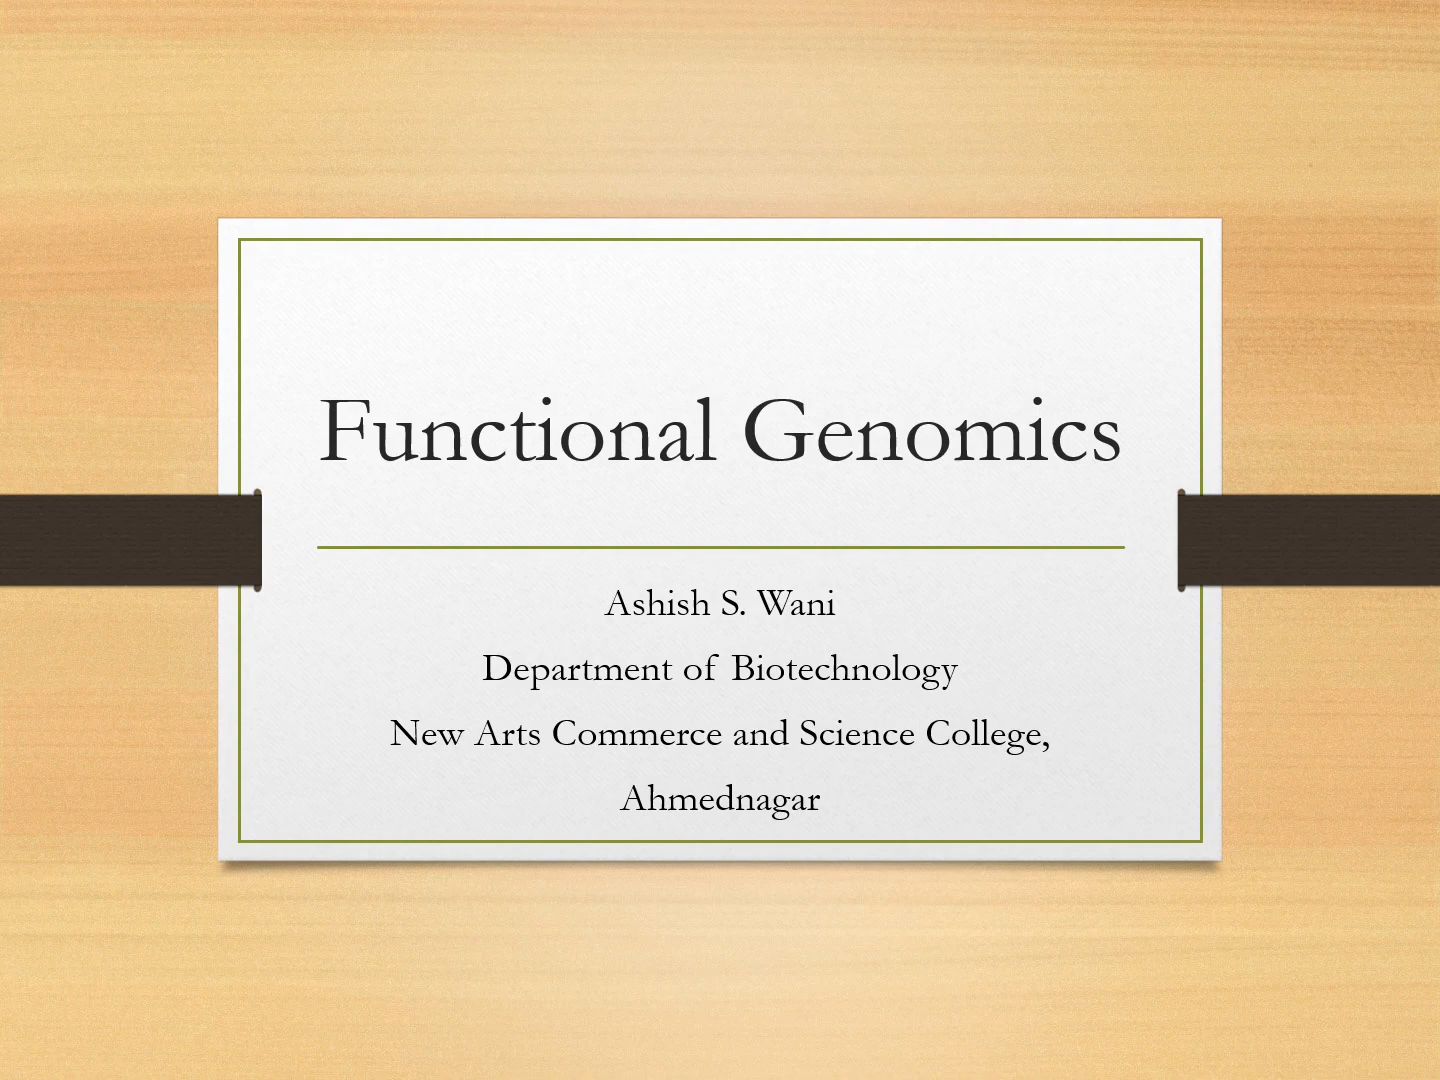 Functional Genomics
Ashish S. Wani
Department of Biotechnology
New Arts Commerce and Science College,
Ahmednagar